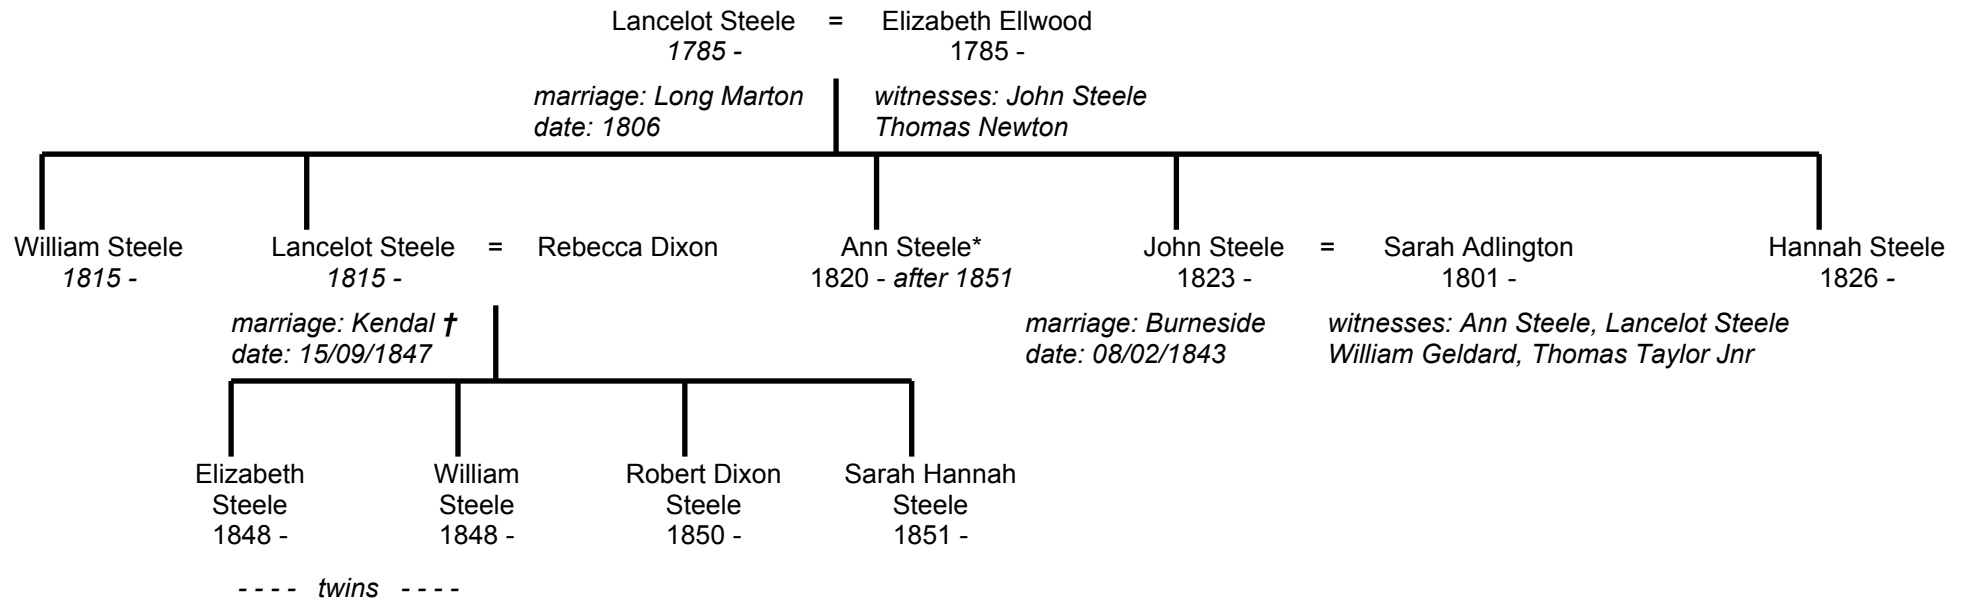 Lancelot Steele = Elizabeth Ellwood
1785 - 1785 -
marriage: Long Marton witnesses: John Steele
date: 1806 Thomas Newton
William Steele Lancelot Steele = Rebecca Dixon Ann Steele* John Steele = Sarah Adlington Hannah Steele
1815 - 1815 - 1820 - after 1851 1823 - 1801 - 1826 -
marriage: Kendal † marriage: Burneside witnesses: Ann Steele, Lancelot Steele
date: 15/09/1847 date: 08/02/1843 William Geldard, Thomas Taylor Jnr
Elizabeth William Robert Dixon Sarah Hannah
Steele Steele Steele Steele
1848 - 1848 - 1850 - 1851 -
- - - - twins - - - -